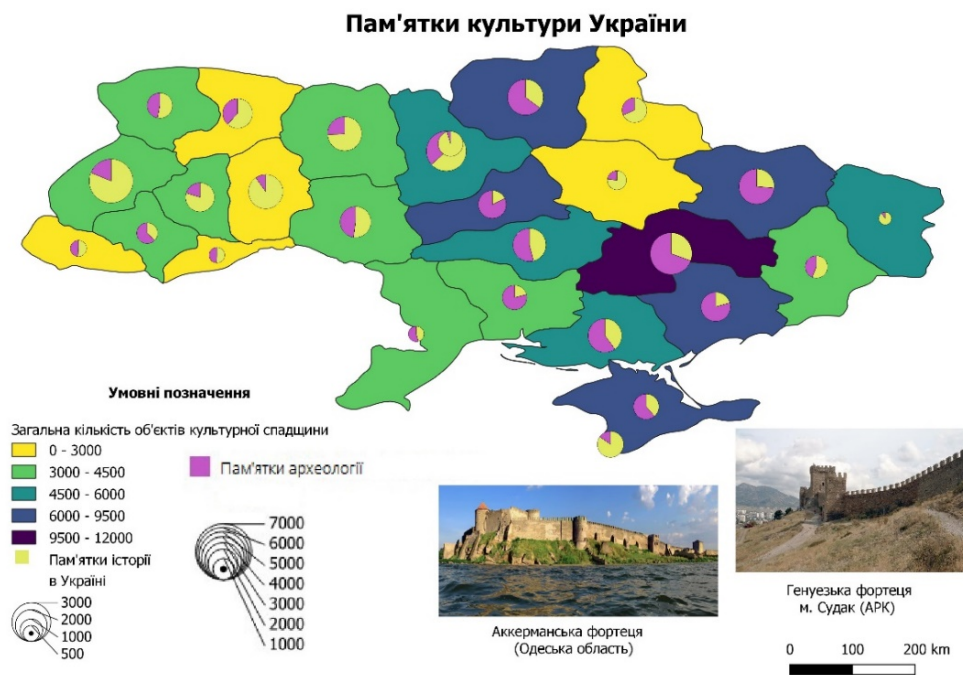 Пам'ятки культури України
Умовні позначення
Загальна кількість об'єктів культурної спадщини
0 - 3000
3000 - 4500
4500 - 6000
6000 - 9500
9500 - 12000
Пам'ятки історії
в Україні
3000
2000
1000
500
Пам'ятки археології
7000
6000
5000
4000
3000
2000
1000
Аккерманська фортеця
(Одеська область)
Генуезька фортеця
м. Судак (АРК)
0 100 200 km